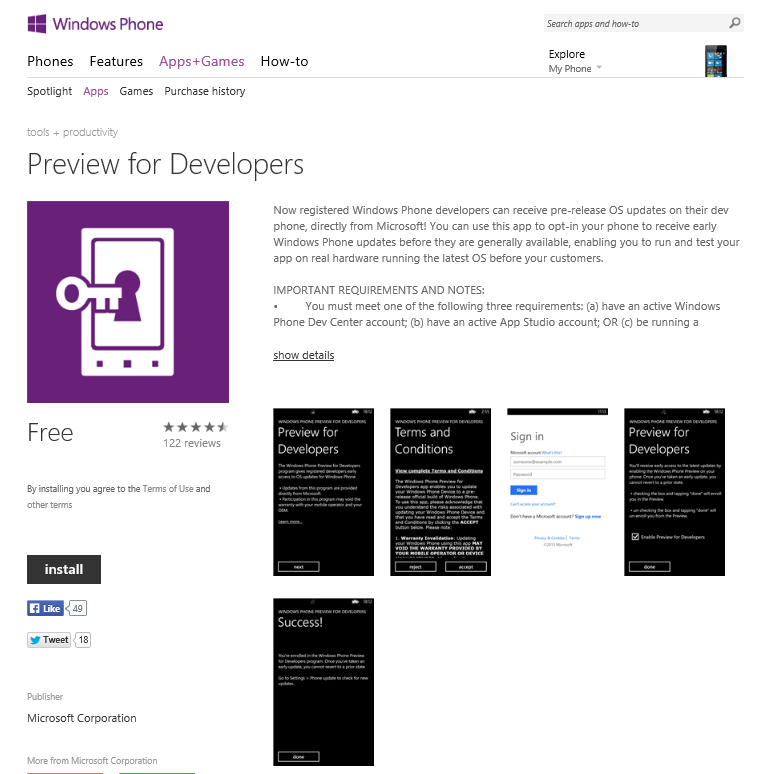 Windows Phone
Search apps and how-to
Phones Features Apps+Games How-to
Explore
My Phone
Spotlight Apps Games Purchase history
tools + productivity
Preview for Developers
Now registered Windows Phone developers can receive pre-release OS updates on their dev
phone, directly from Microsoft! You can use this app to opt-in your phone to receive early
Windows Phone updates before they are generally available, enabling you to run and test your
app on real hardware running the latest OS before your customers.
IMPORTANT REQUIREMENTS AND NOTES:
• You must meet one of the following three requirements: (a) have an active Windows
Phone Dev Center account; (b) have an active App Studio account; OR (c) be running a
show details
Free
122 reviews
By installing you agree to the Terms of Use and
other terms
install
Like 49
Tweet 18
Publisher
Microsoft Corporation
More from Microsoft Corporation
WINDOWS PHONE PREVIEW FOR DEVELOPERS
Preview for
Developers
The Windows Phone Preview for Developers
program gives registered developers early
access to OS updates for Windows Phone.
• Updates from this program are provided
directly from Microsoft
• Participation in this program may void the
warranty with your mobile operator and your
OEM.
Learn more...
next
2:55
WINDOWS PHONE PREVIEW FOR DEVELOPERS
Terms and
Conditions
View complete Terms and Conditions
The Windows Phone Preview for
Developers app enables you to update
your Windows Phone Device to a pre-
release official build of Windows Phone.
To use this app, please acknowledge that
you understand the risks associated with
updating your Windows Phone Device and
that you have read and accept the Terms
and Conditions by clicking the ACCEPT
button below. Please note:
1. Warranty Invalidation: Updating
your Windows Phone using this app MAY
VOID THE WARRANTY PROVIDED BY
YOUR MOBILE OPERATOR OR DEVICE
reject accept
Sign in
Microsoft account What's this?
someone@example.com
Password
Sign in
Can't access your account?
Don't have a Microsoft account? Sign up now
Privacy & Cookies | Terms
©2013 Microsoft
WINDOWS PHONE PREVIEW FOR DEVELOPERS
Preview for
Developers
You'll receive early access to the latest updates by
enabling the Windows Phone Preview on your
phone. Once you've taken an early update, you
cannot revert to a prior state.
• checking the box and tapping "done" will enroll
you in the Preview.
• un-checking the box and tapping "done" will
un-enroll you from the Preview.
Enable Preview for Developers
done
WINDOWS PHONE PREVIEW FOR DEVELOPERS
Success!
You're enrolled in the Windows Phone Preview
for Developers program. Once you've taken an
early update, you cannot revert to a prior state.
Go to Settings > Phone update to check for new
updates.
done